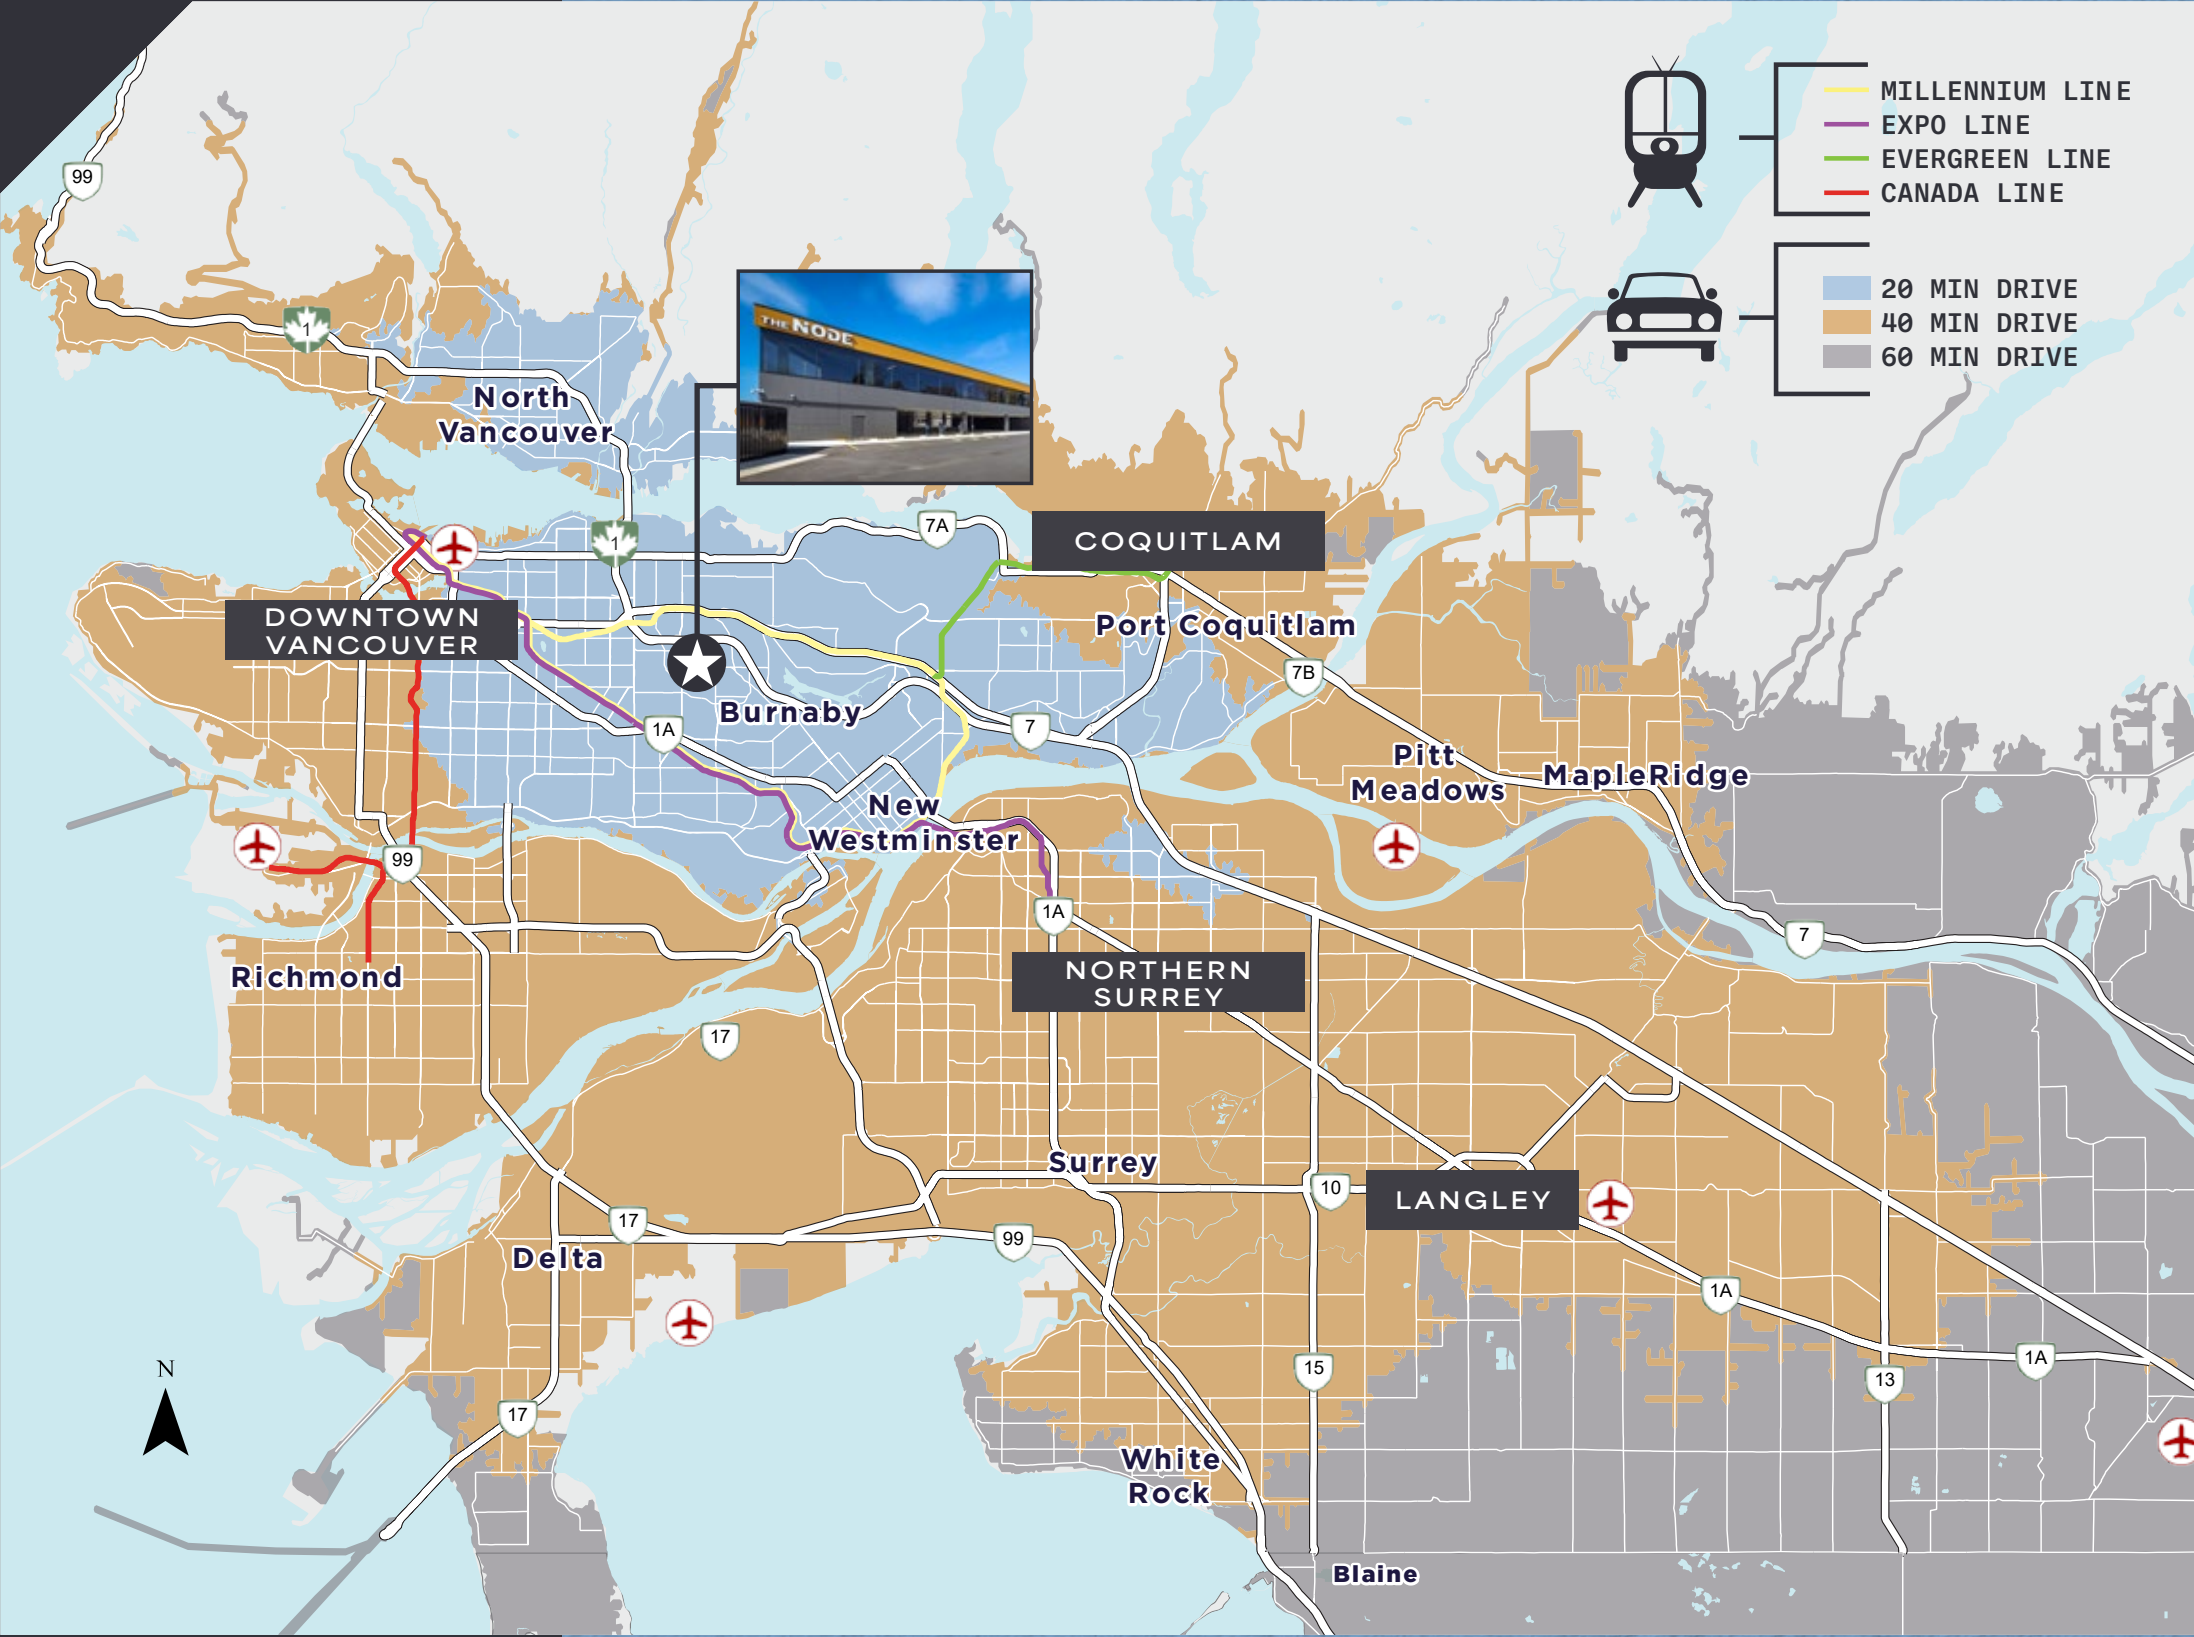 MILLENNIUM LINE
EXPO LINE
EVERGREEN LINE
CANADA LINE
20 MIN DRIVE
40 MIN DRIVE
60 MIN DRIVE
99
1
THE NODE
North
Vancouver
7A
1
COQUITLAM
DOWNTOWN
VANCOUVER
Port Coquitlam
7B
Burnaby
1A
7
Pitt
Meadows
MapleRidge
New
Westminster
99
1A
7
Richmond
NORTHERN
SURREY
17
Surrey
10
LANGLEY
17
99
Delta
1A
15
13
1A
N
17
White
Rock
Blaine